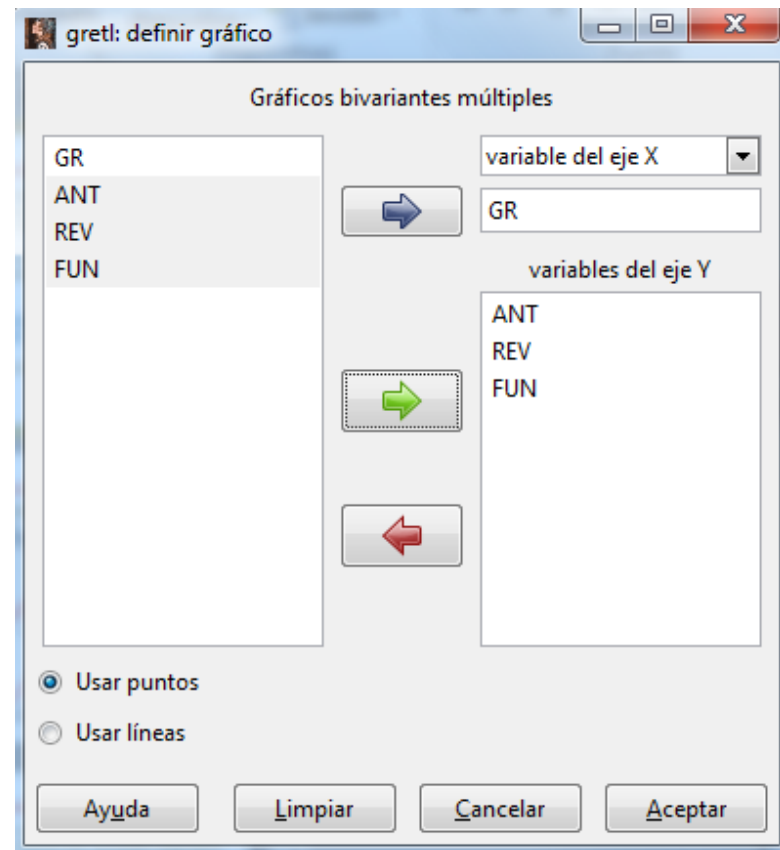 gretl: definir gráfico
Gráficos bivariantes múltiples
GR
ANT
REV
FUN
variable del eje X
GR
variables del eje Y
ANT
REV
FUN
Usar puntos
Usar líneas
Ayuda
Limpiar
Cancelar
Aceptar